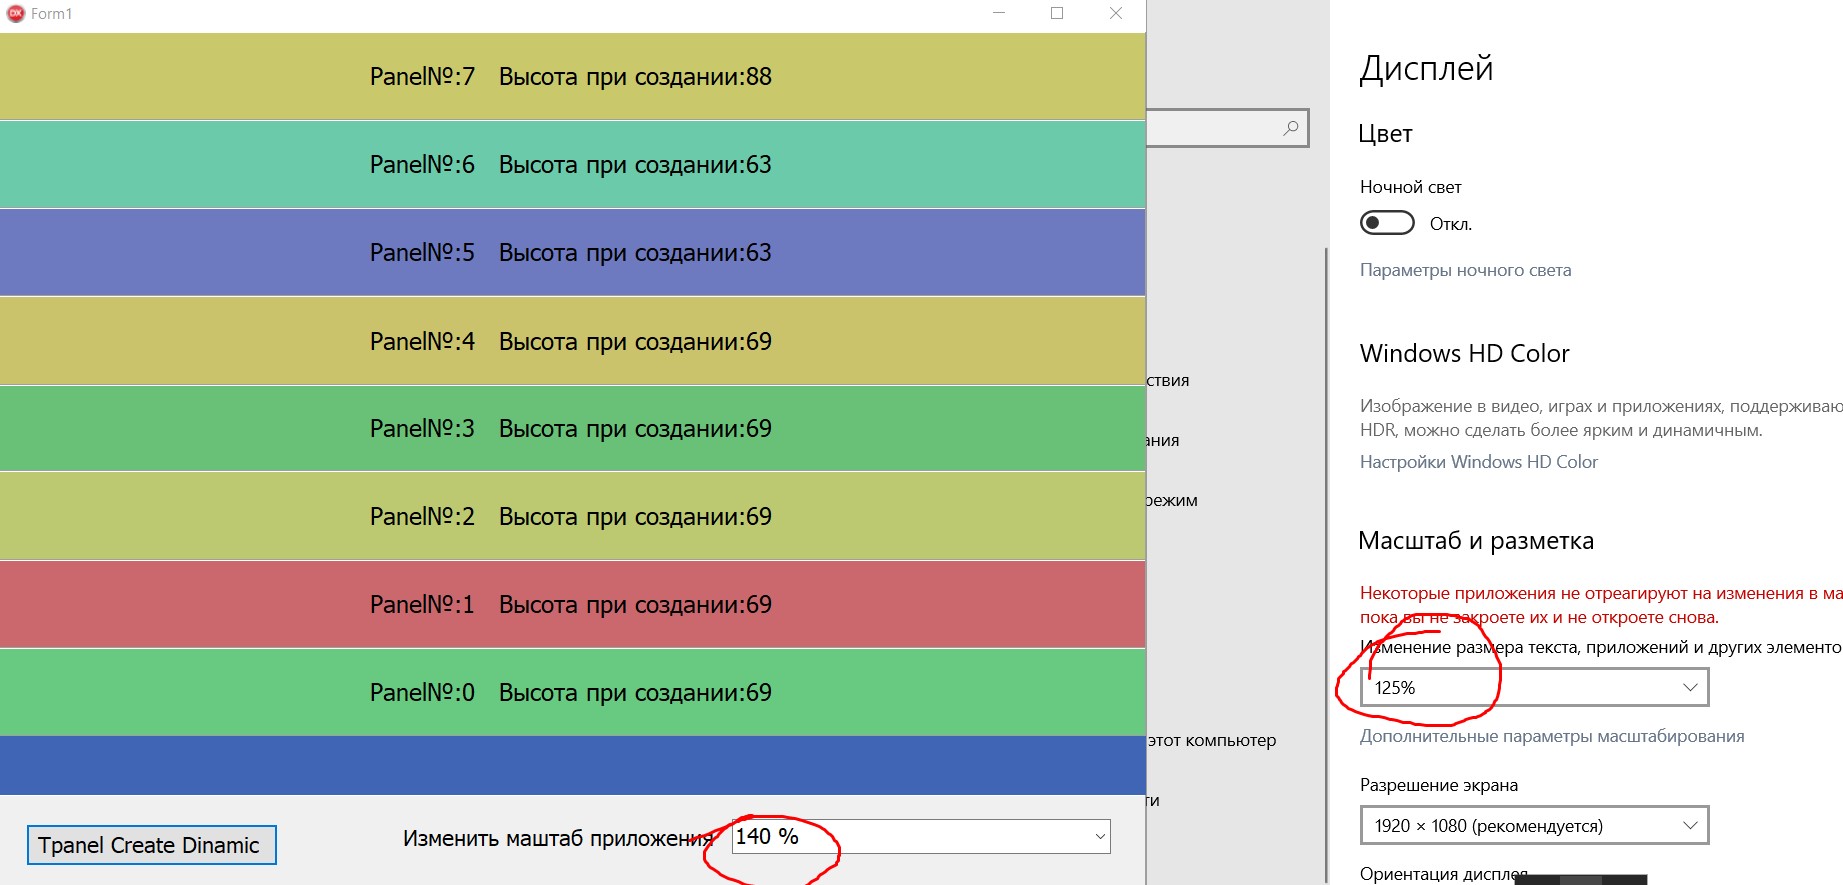 Form1
PanelNº:7 Высота при создании:88
PanelNº:6 Высота при создании:63
PanelNº:5 Высота при создании:63
PanelNº:4 Высота при создании:69
PanelNº:3 Высота при создании:69
PanelNº:2 Высота при создании:69
PanelNº:1 Высота при создании:69
PanelNº:0 Высота при создании:69
Tpanel Create Dinamic
Изменить маштаб приложения
140 %
ствия
ания
режим
этот компьютер
ти
Дисплей
Цвет
Ночной свет
Откл.
Параметры ночного света
Windows HD Color
Изображение в видео, играх и приложениях, поддерживаю
HDR, можно сделать более ярким и динамичным.
Настройки Windows HD Color
Масштаб и разметка
Некоторые приложения не отреагируют на изменения в ма
пока вы не закроете их и не откроете снова.
Изменение размера текста, приложений и других элементо
125%
Дополнительные параметры масштабирования
Разрешение экрана
1920 × 1080 (рекомендуется)
Ориентация дисплея